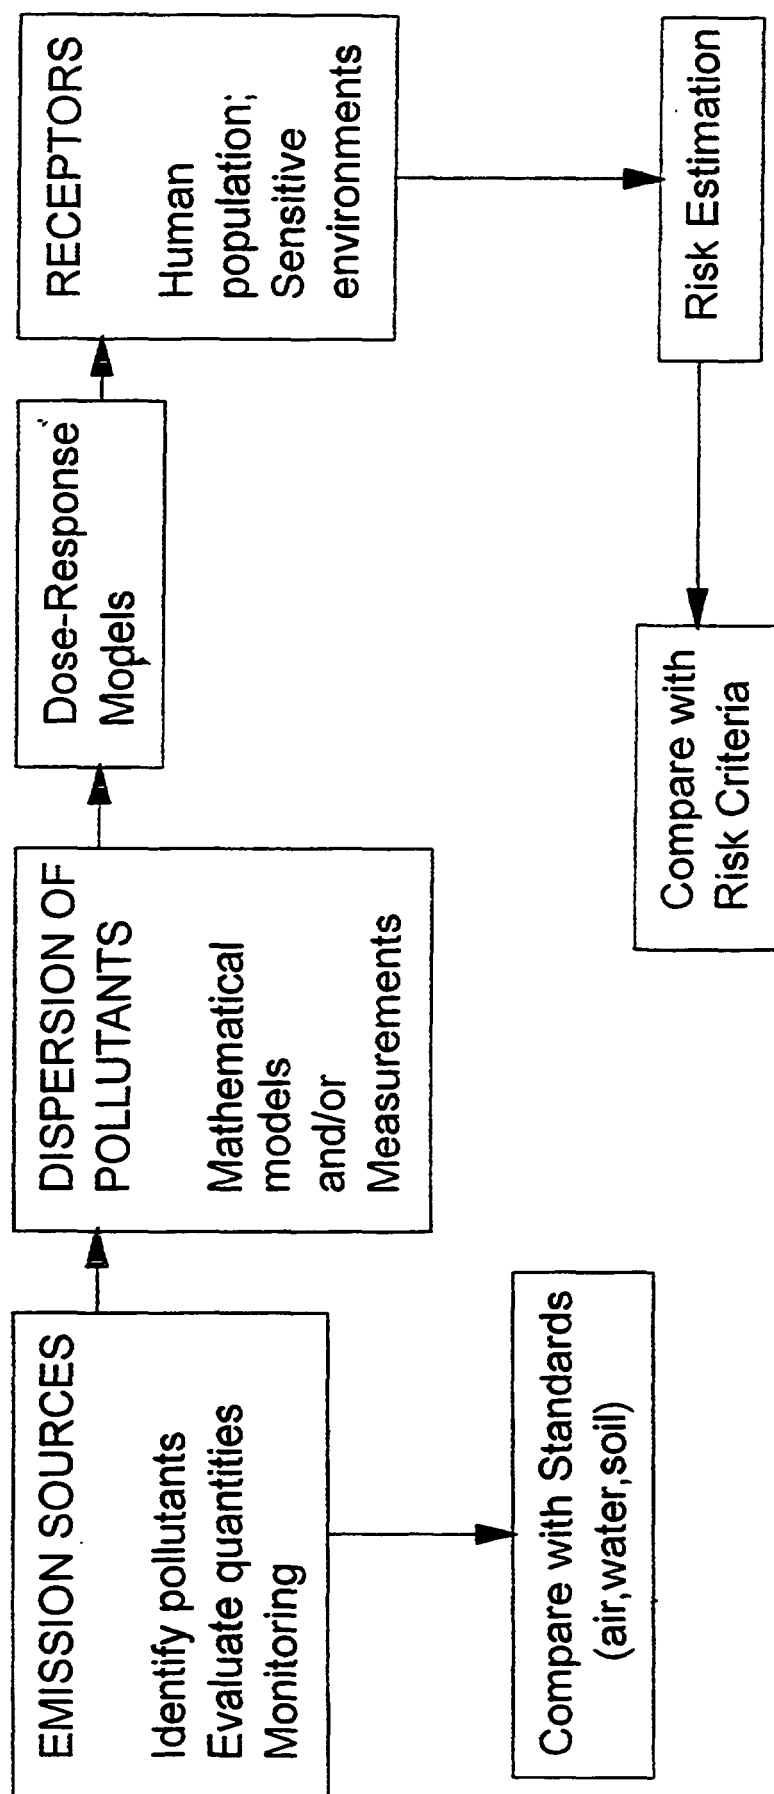 EMISSION SOURCES
Identify pollutants
Evaluate quantities
Monitoring
DISPERSION OF
POLLUTANTS
Mathematical
models
and/or
Measurements
Dose-Response
Models
RECEPTORS
Human
population;
Sensitive
environments
Compare with Standards
(air,water,soil)
Compare with
Risk Criteria
Risk Estimation